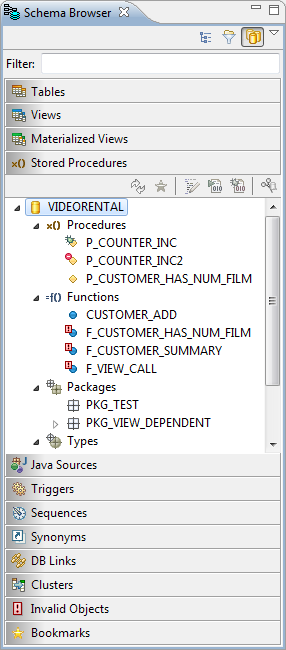 Schema Browser
Filter:
Tables
Views
Materialized Views
x() Stored Procedures
VIDEORENTAL
x() Procedures
P_COUNTER_INC
P_COUNTER_INC2
P_CUSTOMER_HAS_NUM_FILM
=f() Functions
CUSTOMER_ADD
F_CUSTOMER_HAS_NUM_FILM
F_CUSTOMER_SUMMARY
F_VIEW_CALL
Packages
PKG_TEST
PKG_VIEW_DEPENDENT
Types
Java Sources
Triggers
Sequences
Synonyms
DB Links
Clusters
Invalid Objects
Bookmarks